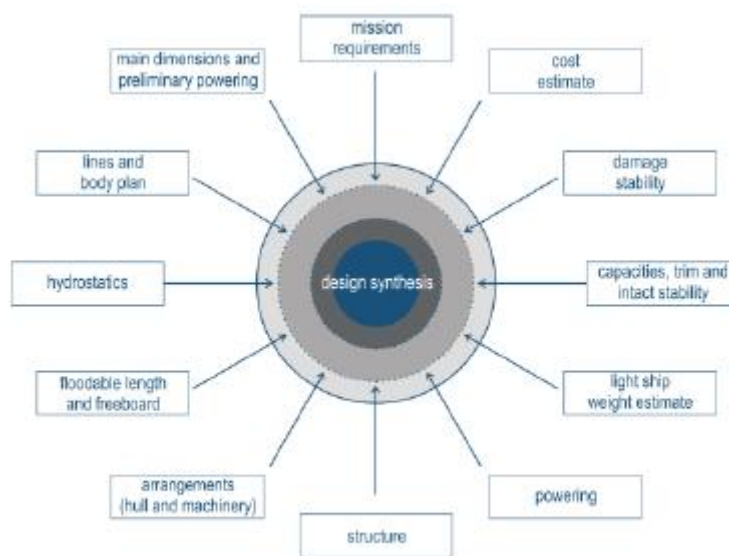 mission
requirements
main dimensions and
preliminary powering
cost
estimate
lines and
body plan
damage
stability
hydrostatics
design synthesis
capacities, trim and
intact stability
floodable length
and freeboard
light ship
weight estimate
arrangements
(hull and machinery)
powering
structure